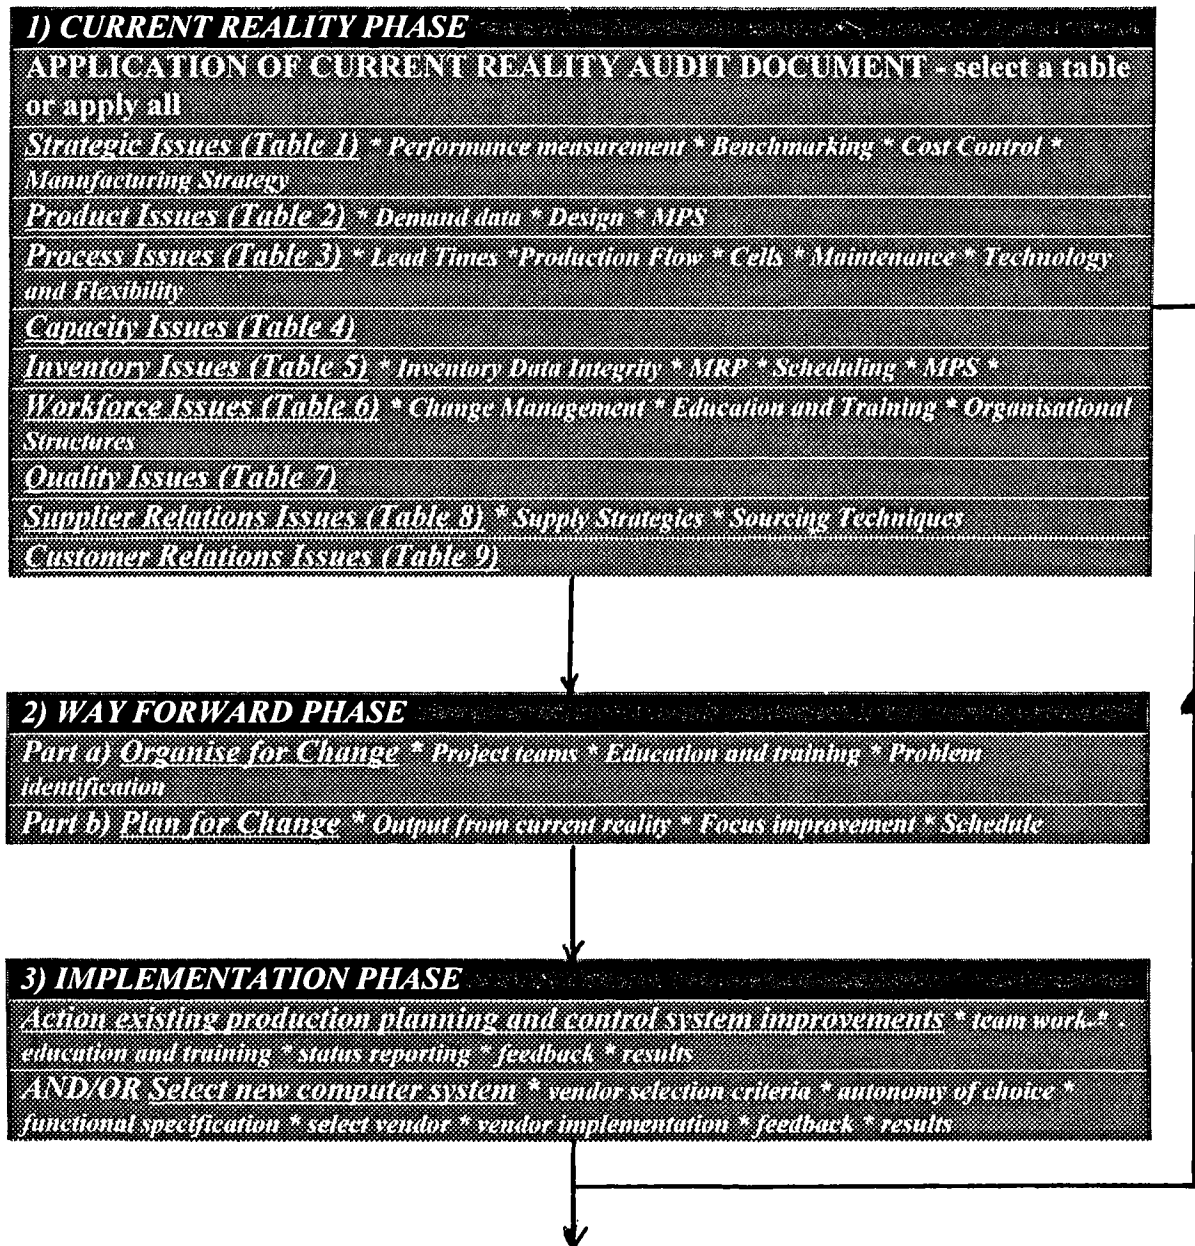 1) CURRENT REALITY PHASE
APPLICATION OF CURRENT REALITY AUDIT DOCUMENT - select a table
or apply all
Strategic Issues (Table 1) * Performance measurement * Benchmarking * Cost Control *
Manufacturing Strategy
Product Issues (Table 2) * Demand data * Design * MPS
Process Issues (Table 3) * Lead Times *Production Flow * Cells * Maintenance * Technology
and Flexibility
Capacity Issues (Table 4)
Inventory Issues (Table 5) * Inventory Data Integrity * MRP * Scheduling * MPS *
Workforce Issues (Table 6) * Change Management * Education and Training * Organisational
Structures
Quality Issues (Table 7)
Supplier Relations Issues (Table 8) * Supply Strategies * Sourcing Techniques
Customer Relations Issues (Table 9)
2) WAY FORWARD PHASE
Part a) Organise for Change * Project teams * Education and training * Problem
identification
Part b) Plan for Change * Output from current reality * Focus improvement * Schedule
3) IMPLEMENTATION PHASE
Action existing production planning and control system improvements * team work *
education and training * status reporting * feedback * results
AND/OR Select new computer system * vendor selection criteria * autonomy of choice *
functional specification * select vendor * vendor implementation * feedback * results